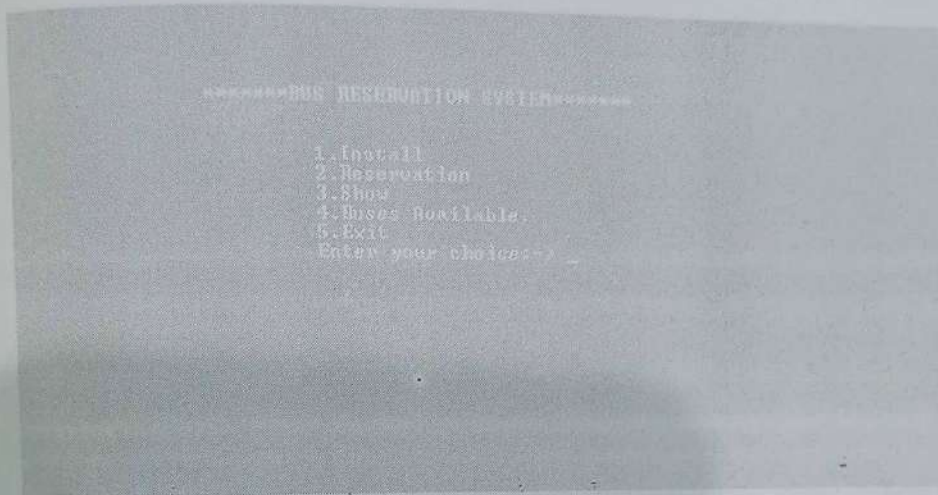 *******BUS RESERVATION SYSTEM*******
1.Install
2.Reservation
3.Show
4.Buses Available.
5.Exit
Enter your choice:-> _